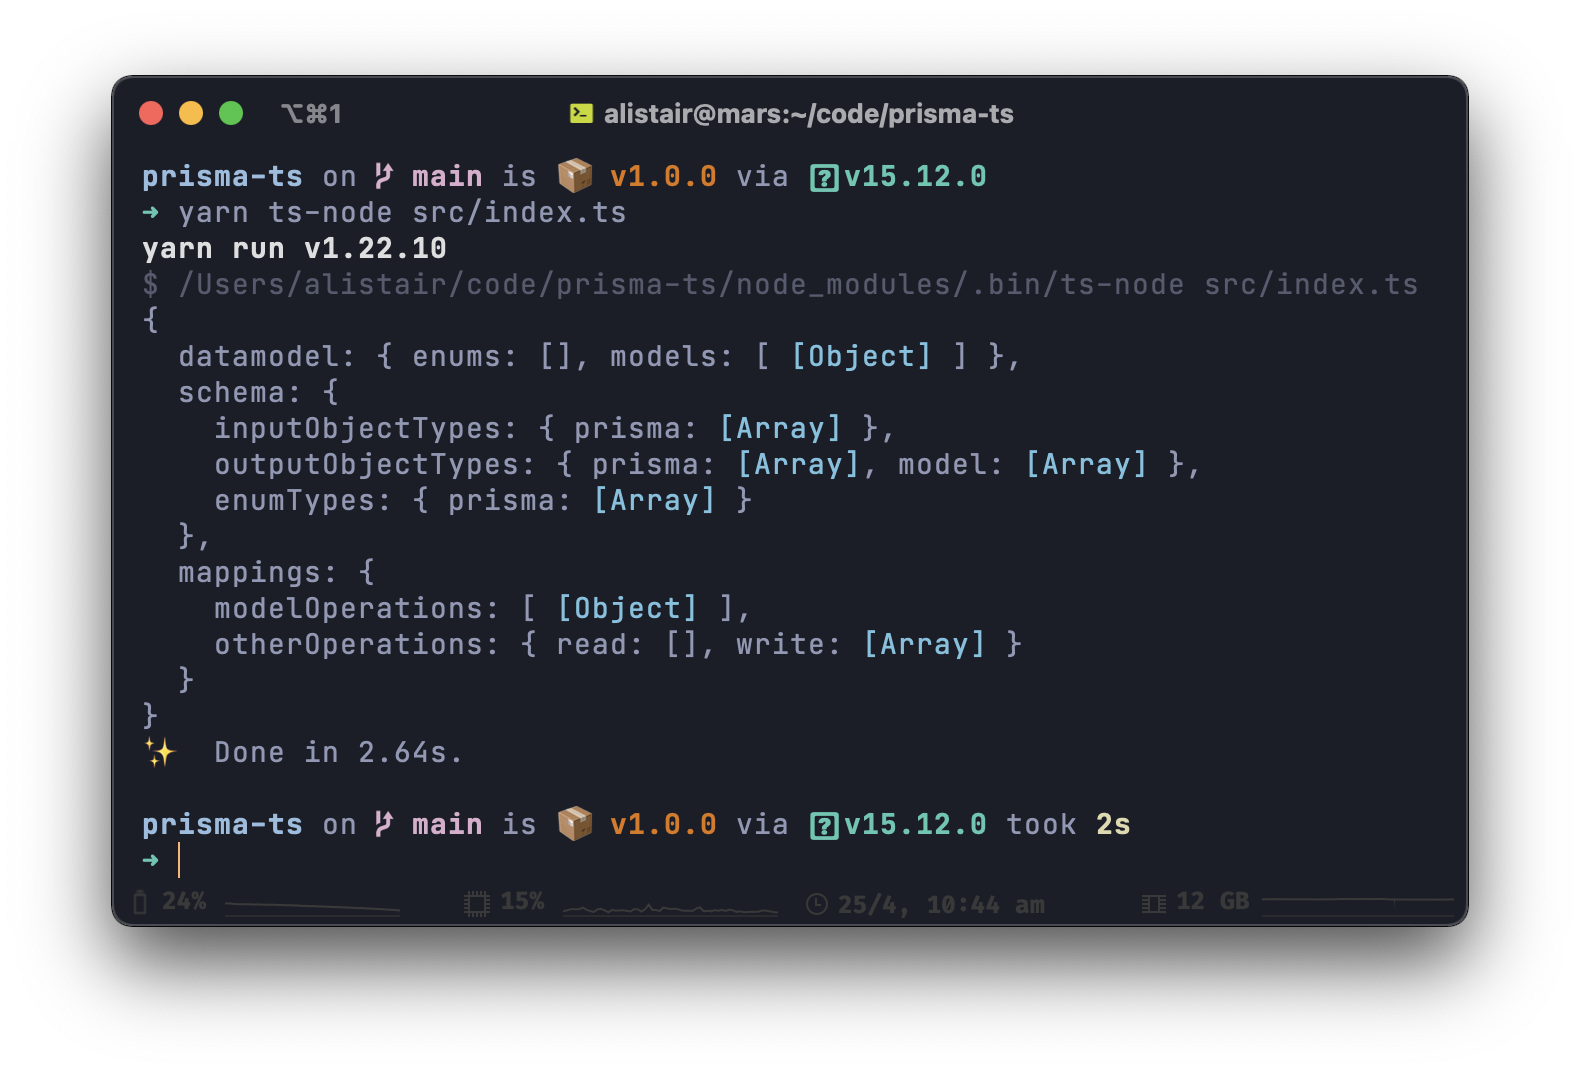 ⌥⌘1
alistair@mars:~/code/prisma-ts
prisma-ts on main is 📦 v1.0.0 via v15.12.0
➜ yarn ts-node src/index.ts
yarn run v1.22.10
$ /Users/alistair/code/prisma-ts/node_modules/.bin/ts-node src/index.ts
{
  datamodel: { enums: [], models: [ [Object] ] },
  schema: {
    inputObjectTypes: { prisma: [Array] },
    outputObjectTypes: { prisma: [Array], model: [Array] },
    enumTypes: { prisma: [Array] }
  },
  mappings: {
    modelOperations: [ [Object] ],
    otherOperations: { read: [], write: [Array] }
  }
}
✨  Done in 2.64s.
prisma-ts on main is 📦 v1.0.0 via v15.12.0 took 2s
➜
24% 15% 25/4, 10:44 am 12 GB